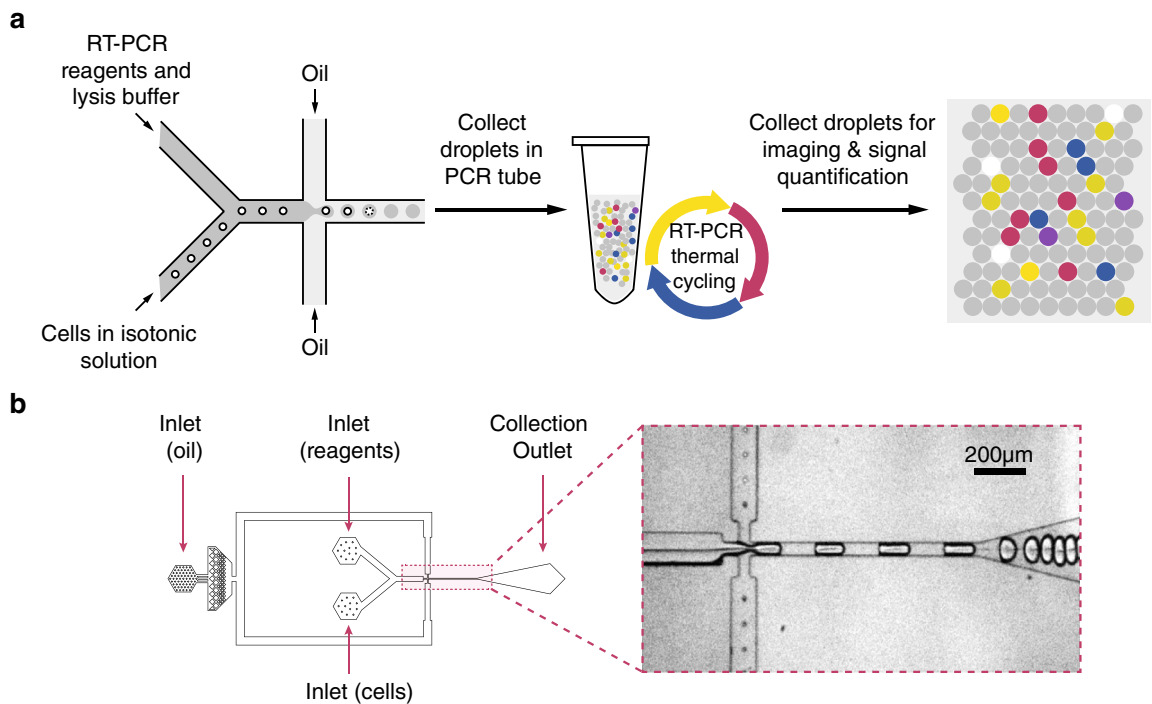 a
RT-PCR
reagents and
lysis buffer
Oil
Cells in isotonic
solution
Oil
Collect
droplets in
PCR tube
RT-PCR
thermal
cycling
Collect droplets for
imaging & signal
quantification
b
Inlet
(oil)
Inlet
(reagents)
Collection
Outlet
Inlet (cells)
200μm